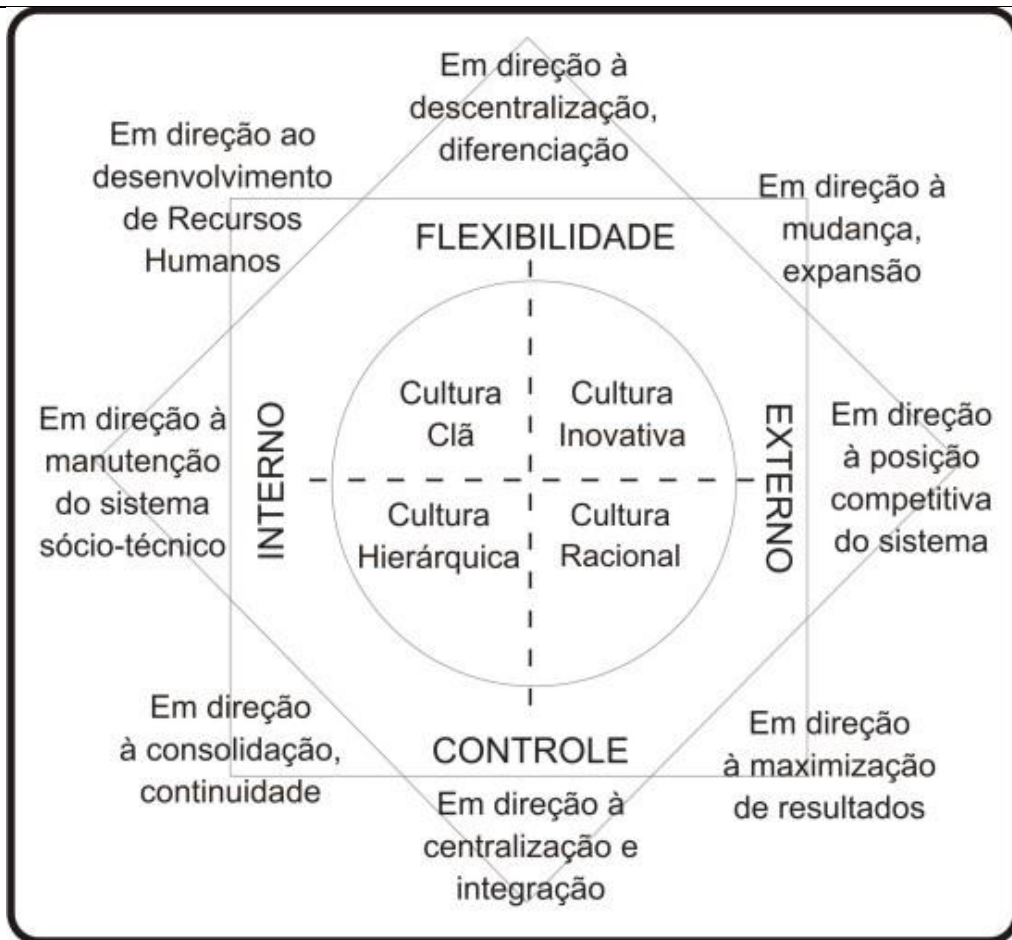 Em direção à
descentralização,
diferenciação
Em direção ao
desenvolvimento
de Recursos
Humanos
Em direção à
mudança,
expansão
FLEXIBILIDADE
Cultura
Clã
Cultura
Inovativa
INTERNO
EXTERNO
Em direção à
manutenção
do sistema
sócio-técnico
Em direção
à posição
competitiva
do sistema
Cultura
Hierárquica
Cultura
Racional
Em direção
à consolidação,
continuidade
CONTROLE
Em direção
à maximização
de resultados
Em direção à
centralização e
integração